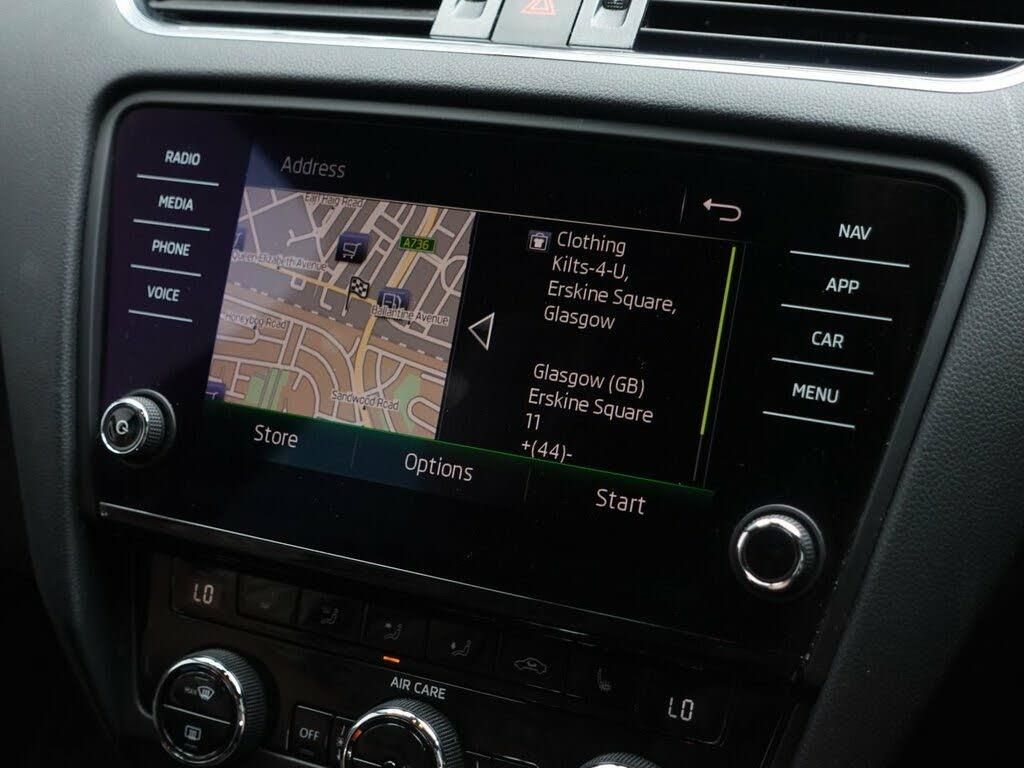 RADIO
MEDIA
PHONE
VOICE
Address
Earl Haig Road
A736
Queen Elizabeth Avenue
Ballantine Avenue
Honeybog Road
Sandwood Road
Clothing
Kilts-4-U,
Erskine Square,
Glasgow
Glasgow (GB)
Erskine Square
11
+(44)-
Store
Options
Start
NAV
APP
CAR
MENU
LO
AIR CARE
LO
MAX
OFF